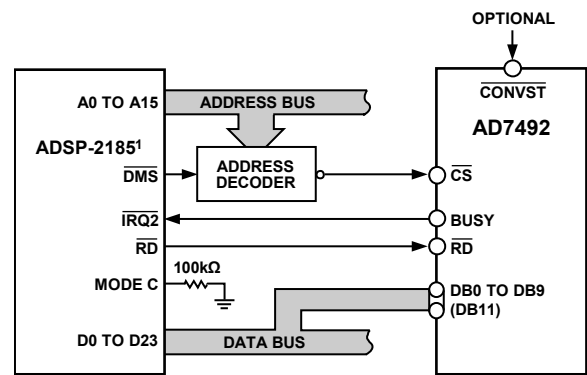 OPTIONAL
A0 TO A15
ADDRESS BUS
CONVST
AD7492
ADSP-2185¹
DMS
ADDRESS
DECODER
CS
IRQ2
BUSY
RD
RD
MODE C
100kΩ
DB0 TO DB9
(DB11)
D0 TO D23
DATA BUS